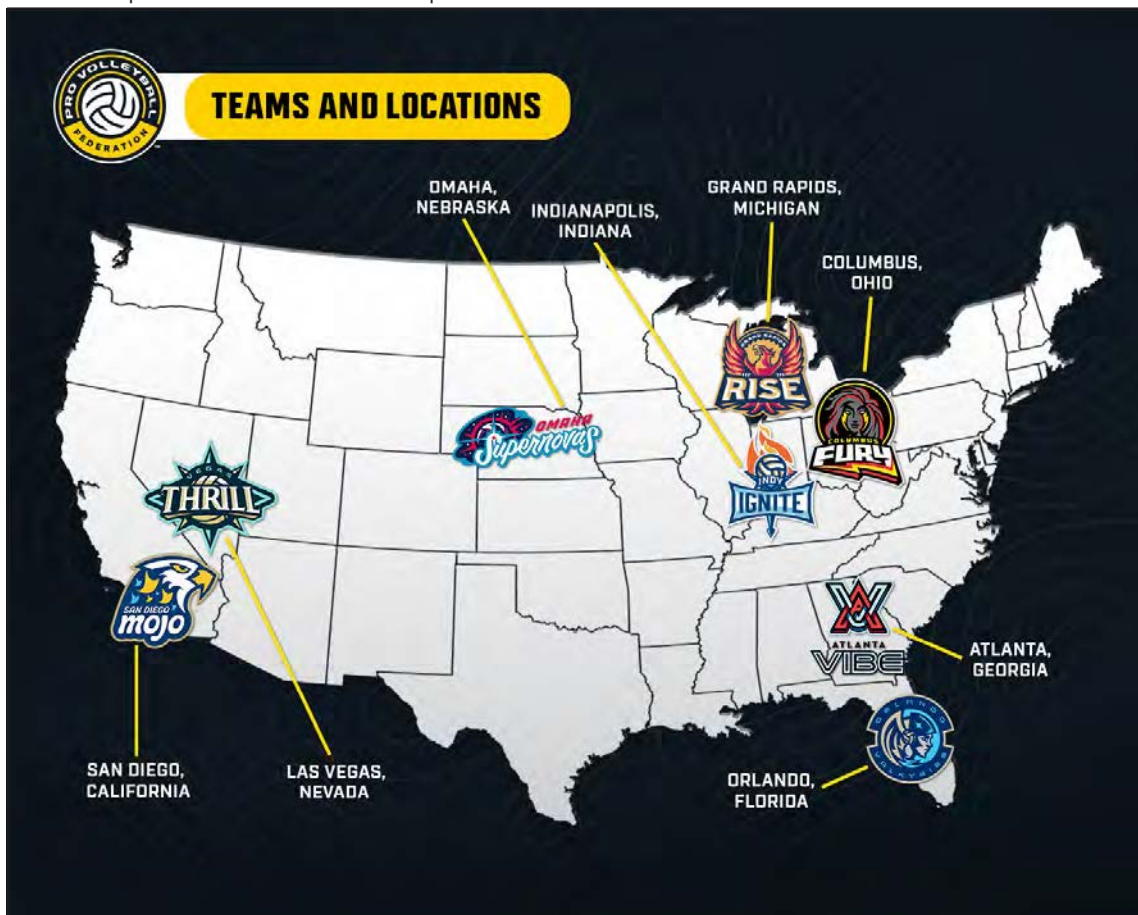 PRO VOLLEYBALL
FEDERATION
TEAMS AND LOCATIONS
OMAHA,
NEBRASKA
INDIANAPOLIS,
INDIANA
GRAND RAPIDS,
MICHIGAN
COLUMBUS,
OHIO
GRAND RAPIDS
RISE
COLUMBUS
FURY
OMAHA
Supernovas
INDY
IGNITE
VEGAS
THRILL
SAN DIEGO
mojo
ATLANTA
VIBE
ATLANTA,
GEORGIA
ORLANDO
VALKYRIES
SAN DIEGO,
CALIFORNIA
LAS VEGAS,
NEVADA
ORLANDO,
FLORIDA